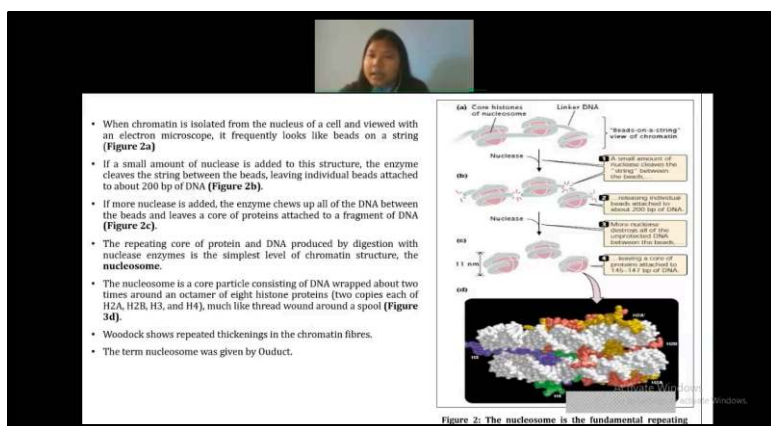 • When chromatin is isolated from the nucleus of a cell and viewed with
an electron microscope, it frequently looks like beads on a string
(Figure 2a)
• If a small amount of nuclease is added to this structure, the enzyme
cleaves the string between the beads, leaving individual beads attached
to about 200 bp of DNA (Figure 2b).
• If more nuclease is added, the enzyme chews up all of the DNA between
the beads and leaves a core of proteins attached to a fragment of DNA
(Figure 2c).
• The repeating core of protein and DNA produced by digestion with
nuclease enzymes is the simplest level of chromatin structure, the
nucleosome.
• The nucleosome is a core particle consisting of DNA wrapped about two
times around an octamer of eight histone proteins (two copies each of
H2A, H2B, H3, and H4), much like thread wound around a spool (Figure
3d).
• Woodock shows repeated thickenings in the chromatin fibres.
• The term nucleosome was given by Ouduct.
(a) Core histones
of nucleosome
Linker DNA
"Beads-on-a-string"
view of chromatin
Nuclease
1 A small amount of
nuclease cleaves the
"string" between
the beads,...
(b)
2 ...releasing individual
beads attached to
about 200 bp of DNA.
Nuclease
3 More nuclease
destroys all of the
unprotected DNA
between the beads,...
(c)
11 nm
4 ...leaving a core of
proteins attached to
145–147 bp of DNA.
(d)
H2A
H2B
H3
H4
Activate Windows
Windows.
Figure 2: The nucleosome is the fundamental repeating